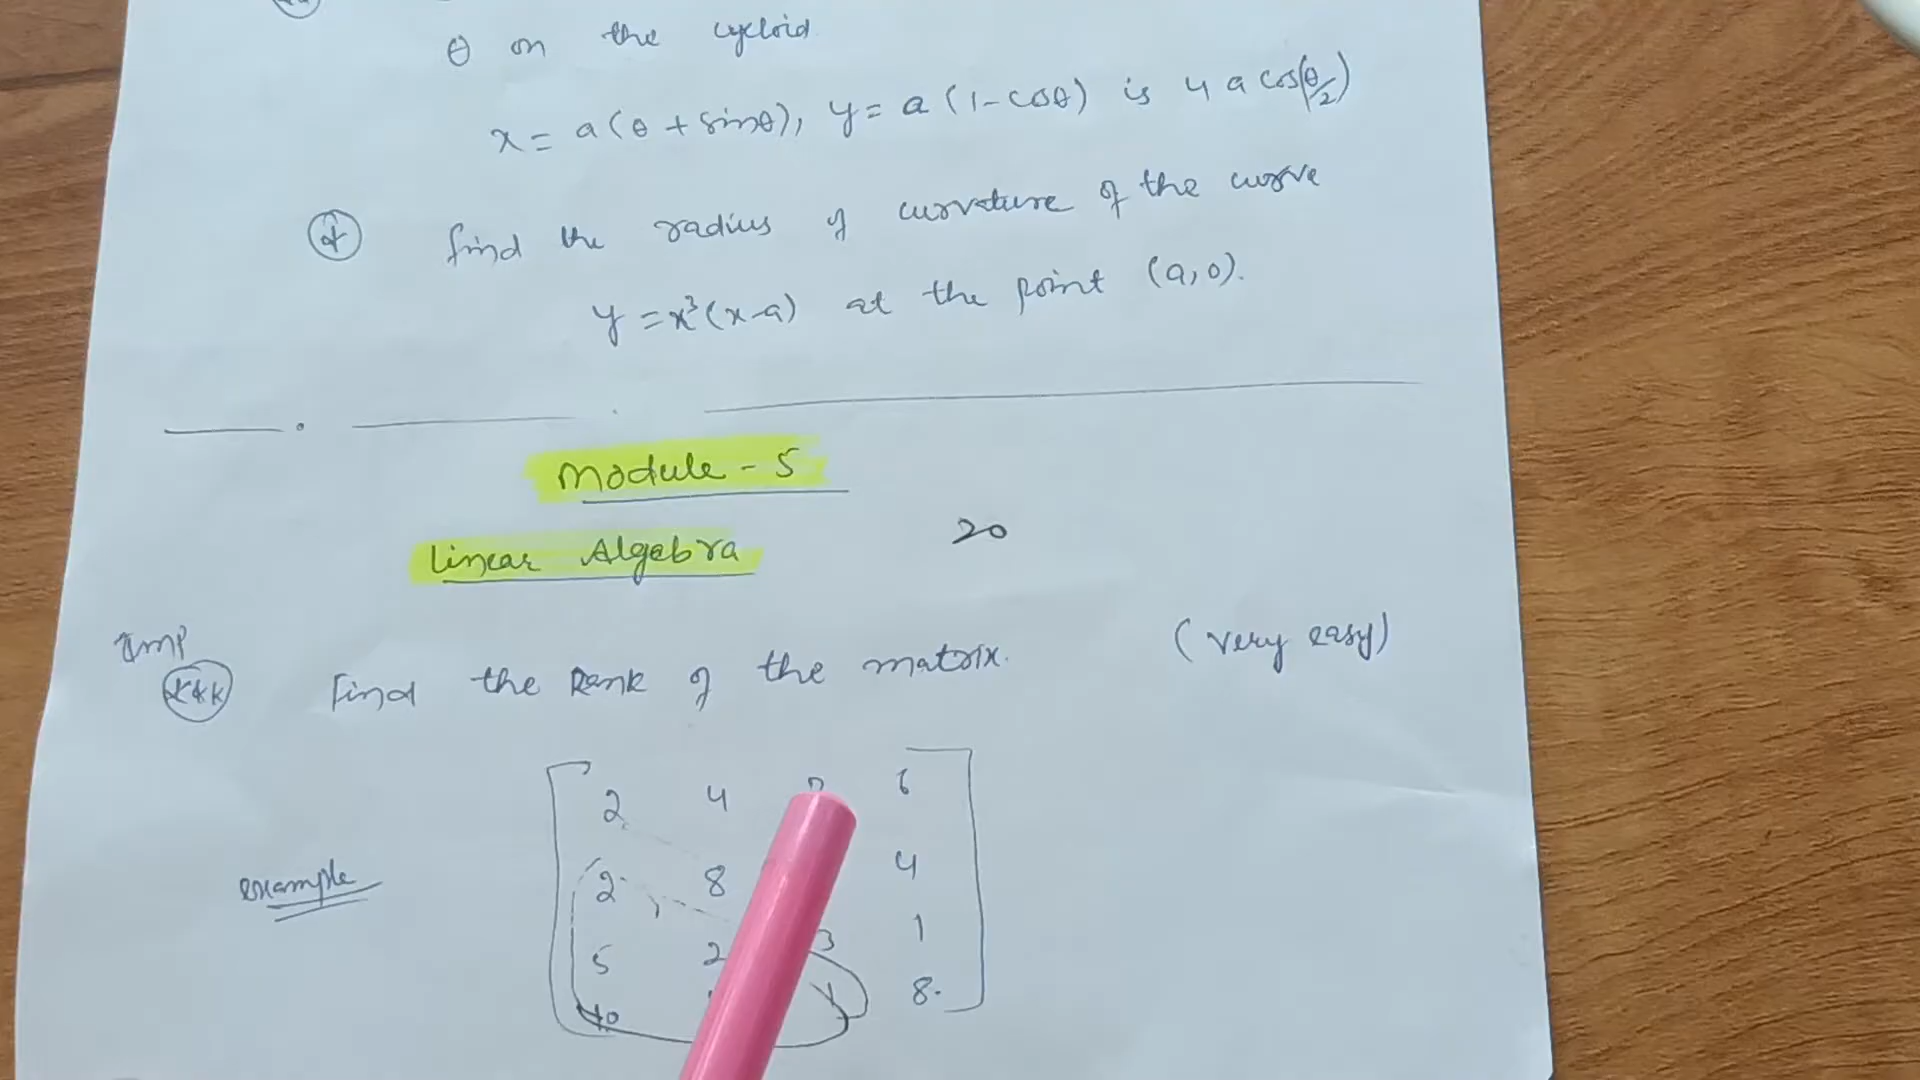 θ on the cycloid
x = a(θ + sinθ), y = a (1-cosθ) is 4 a cos(θ/2)
find the radius of curvature of the curve
y = x³(x-a) at the point (a,0).
Module - 5
Linear Algebra 20
Imp
*** Find the Rank of the matrix. (very easy)
2 4 6
2 8 4
example
5 2 3 1
8.